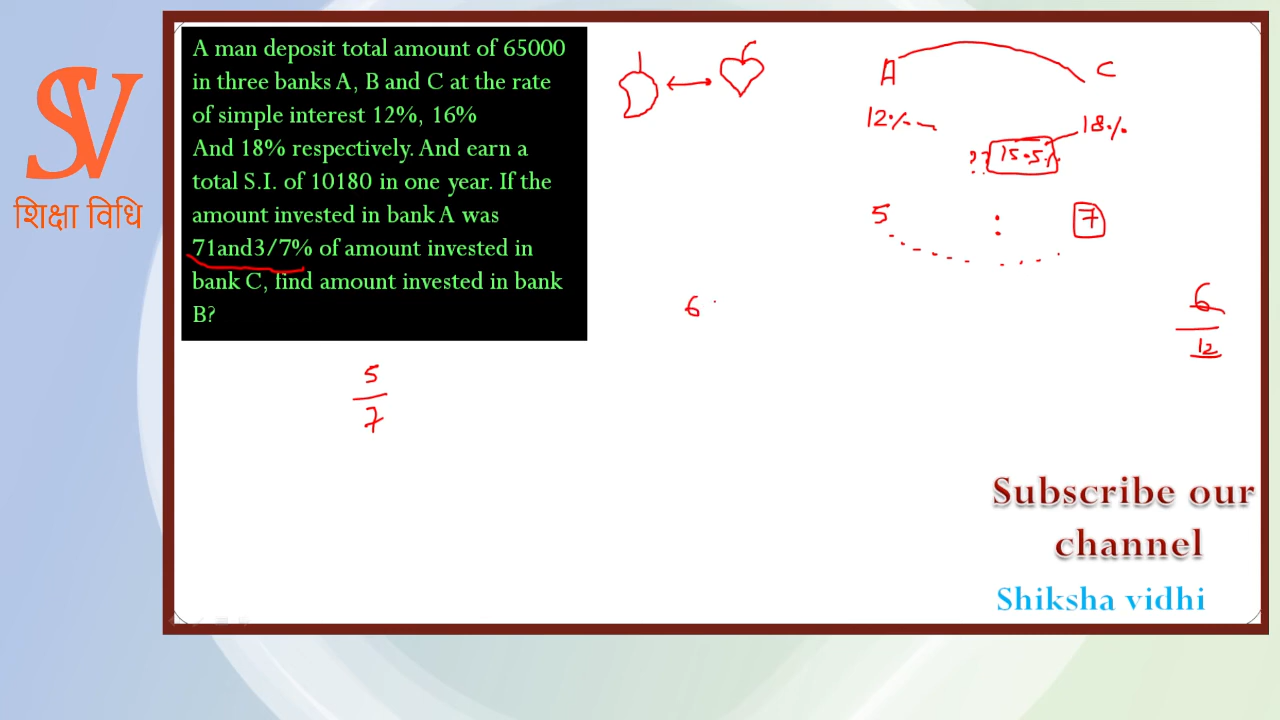 SV
शिक्षा विधि
A man deposit total amount of 65000
in three banks A, B and C at the rate
of simple interest 12%, 16%
And 18% respectively. And earn a
total S.I. of 10180 in one year. If the
amount invested in bank A was
71and3/7% of amount invested in
bank C, find amount invested in bank
B?
A C
12% 18%
?? 15.5%
5 : 7
6
6
12
5
7
Subscribe our
channel
Shiksha vidhi